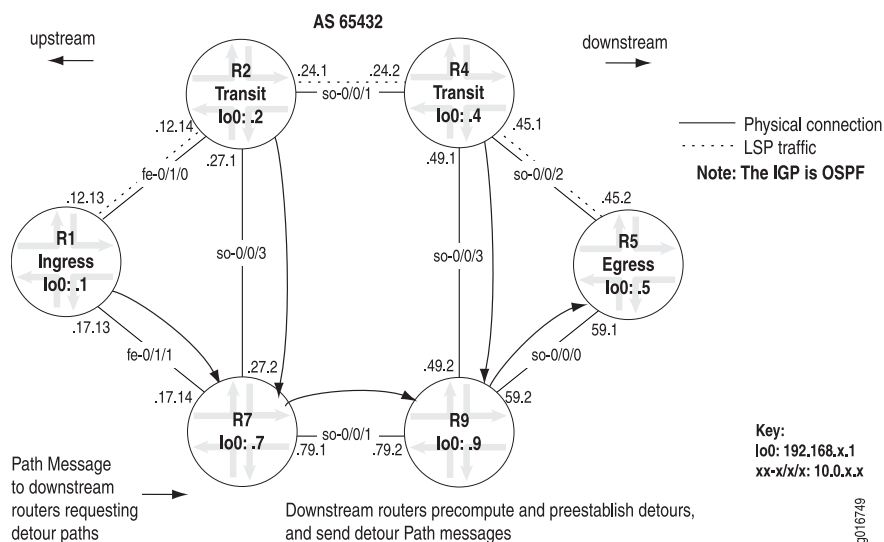 AS 65432
upstream
downstream
R2
Transit
lo0: .2
.24.1
.24.2
so-0/0/1
R4
Transit
lo0: .4
.12.14
.27.1
.49.1
.45.1
Physical connection
LSP traffic
Note: The IGP is OSPF
fe-0/1/0
so-0/0/2
.12.13
.45.2
R1
Ingress
lo0: .1
so-0/0/3
so-0/0/3
R5
Egress
lo0: .5
.17.13
59.1
fe-0/1/1
so-0/0/0
.27.2
.49.2
.17.14
59.2
R7
lo0: .7
so-0/0/1
.79.1
.79.2
R9
lo0: .9
Key:
lo0: 192.168.x.1
xx-x/x/x: 10.0.x.x
Path Message
to downstream
routers requesting
detour paths
Downstream routers precompute and preestablish detours,
and send detour Path messages
g016749